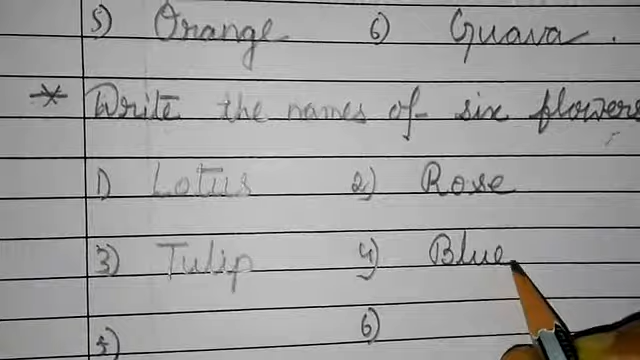 5) Orange 6) Guava.
* Write the names of six flowers
1) Lotus 2) Rose
3) Tulip 4) Blue
5) 6)